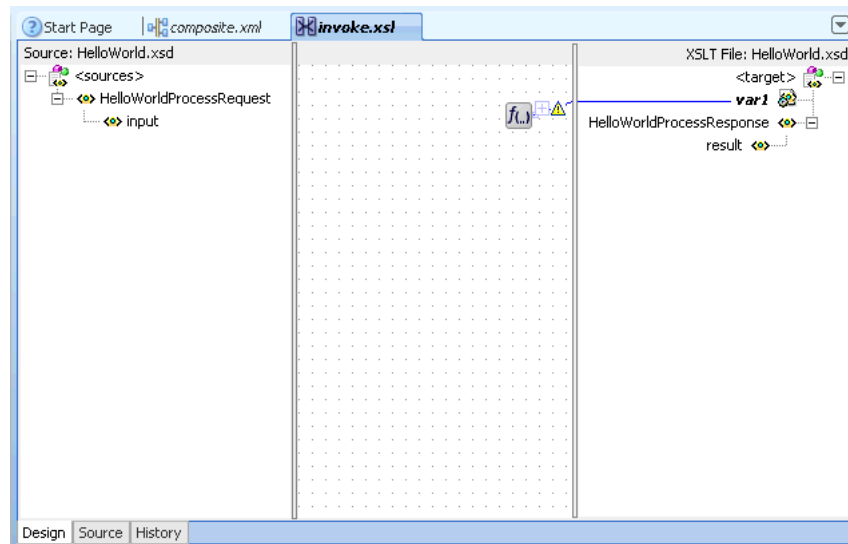 Start Page composite.xml invoke.xsl
Source: HelloWorld.xsd XSLT File: HelloWorld.xsd
<sources> <target>
HelloWorldProcessRequest var1
f(..)
input HelloWorldProcessResponse
result
Design Source History